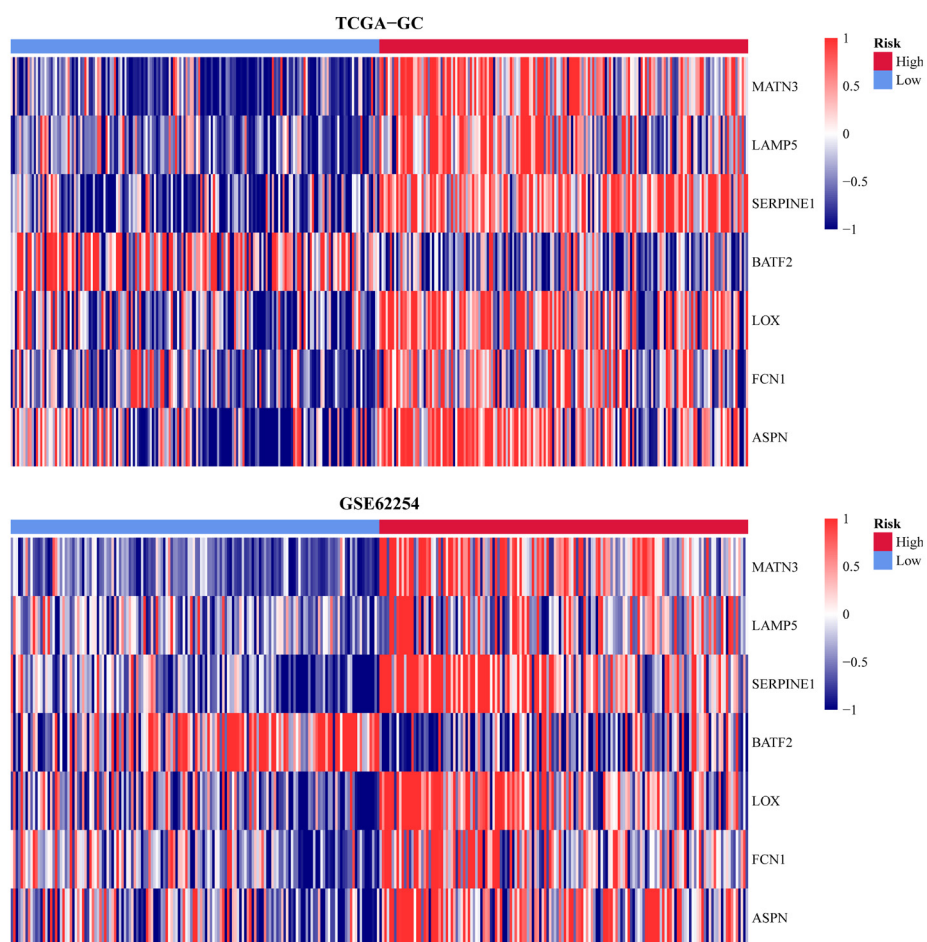 TCGA−GC
MATN3
LAMP5
SERPINE1
BATF2
LOX
FCN1
ASPN
1
0.5
0
−0.5
−1
Risk
High
Low
GSE62254
MATN3
LAMP5
SERPINE1
BATF2
LOX
FCN1
ASPN
1
0.5
0
−0.5
−1
Risk
High
Low